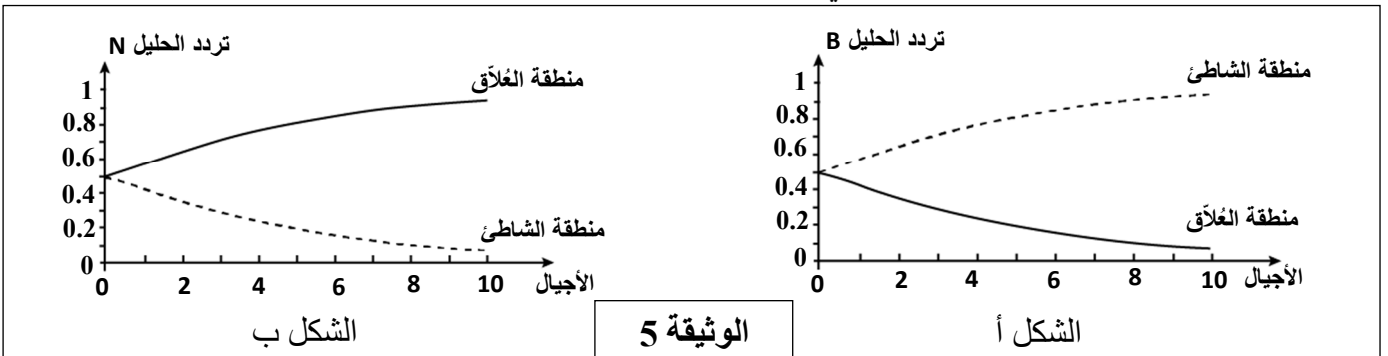 تردد الحليل B
منطقة الشاطئ
1
0.8
0.6
0.4
0.2
0
منطقة العُلاّق
0 2 4 6 8 10 الأجيال
الشكل أ
تردد الحليل N
منطقة العُلاّق
1
0.8
0.6
0.4
0.2
0
منطقة الشاطئ
0 2 4 6 8 10 الأجيال
الشكل ب
الوثيقة 5